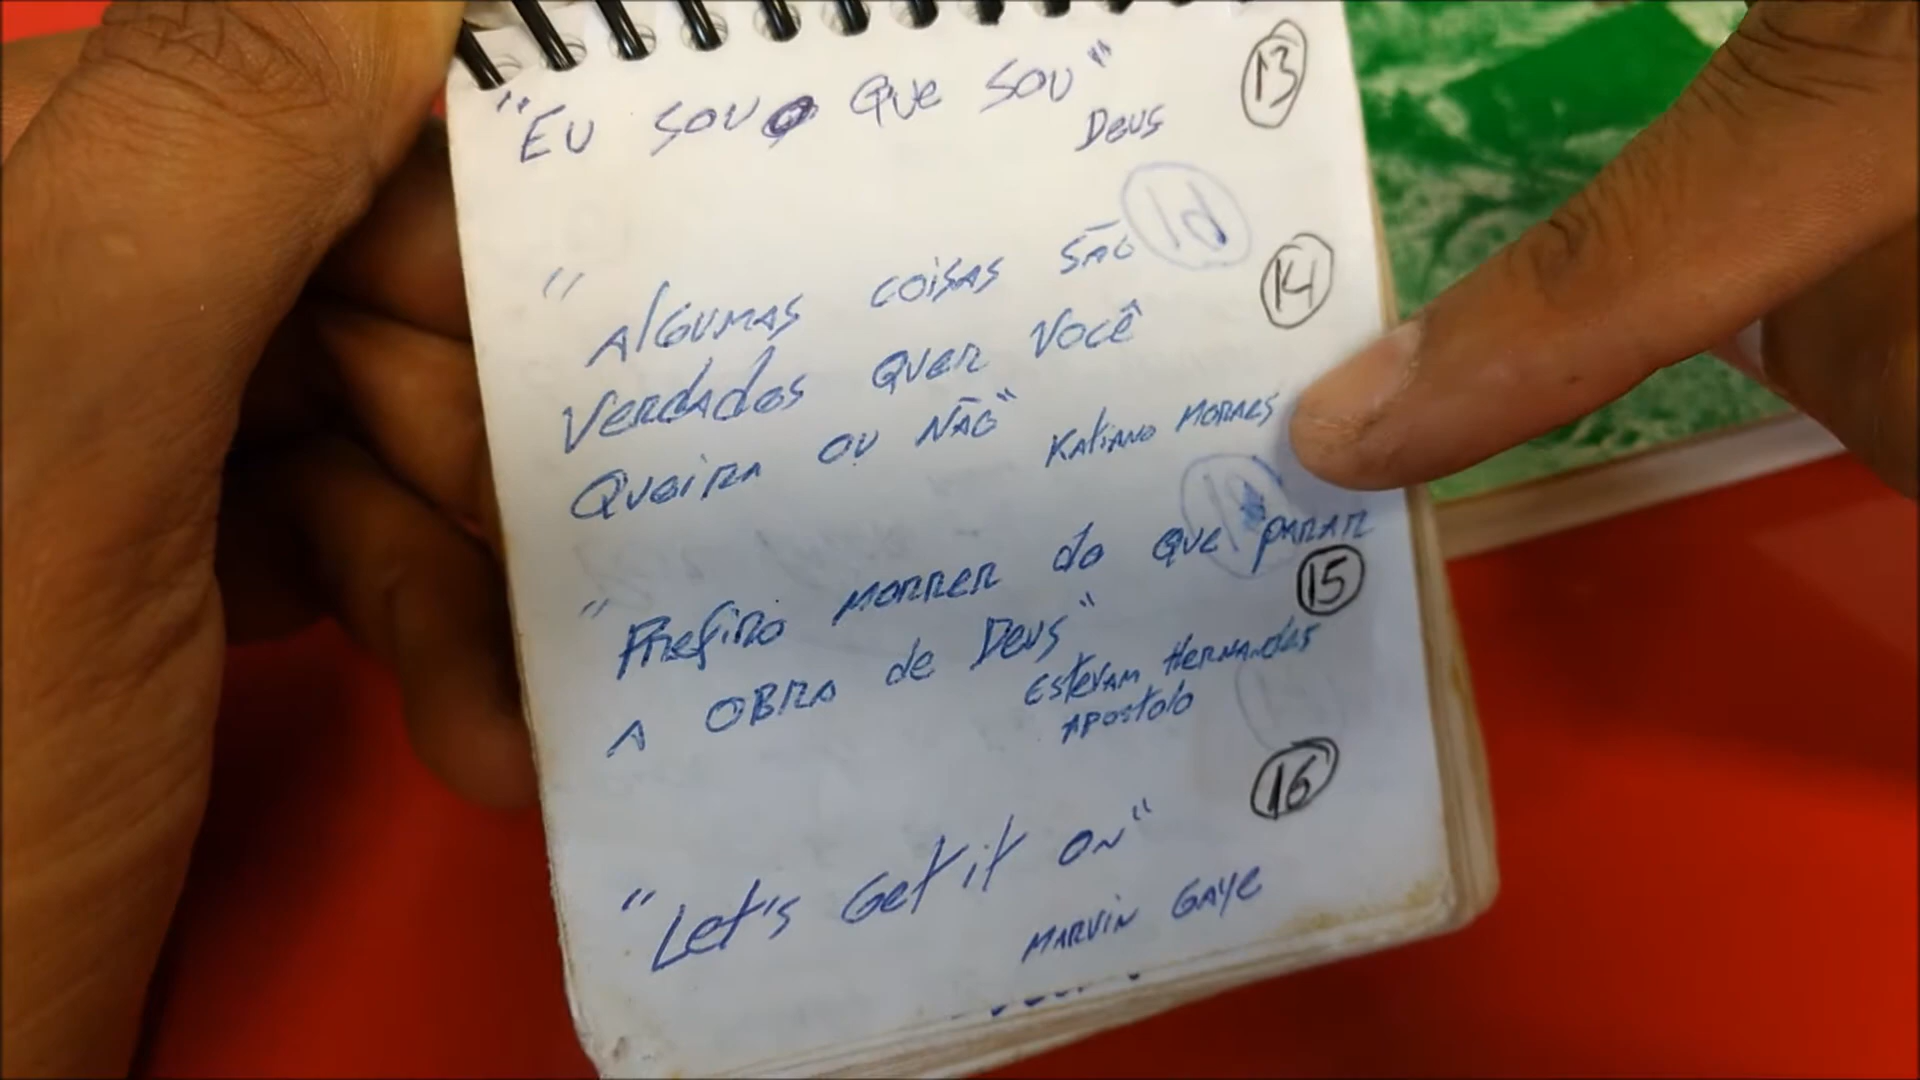 "EU SOU O QUE SOU" 13
Deus
"Algumas coisas são 14
verdades quer você
queira ou não"
Katiano Moraes
"Prefiro morrer do que parar
a obra de Deus" 15
Estevam Hernandes
Apostolo
"Let's Get it on" 16
Marvin Gaye